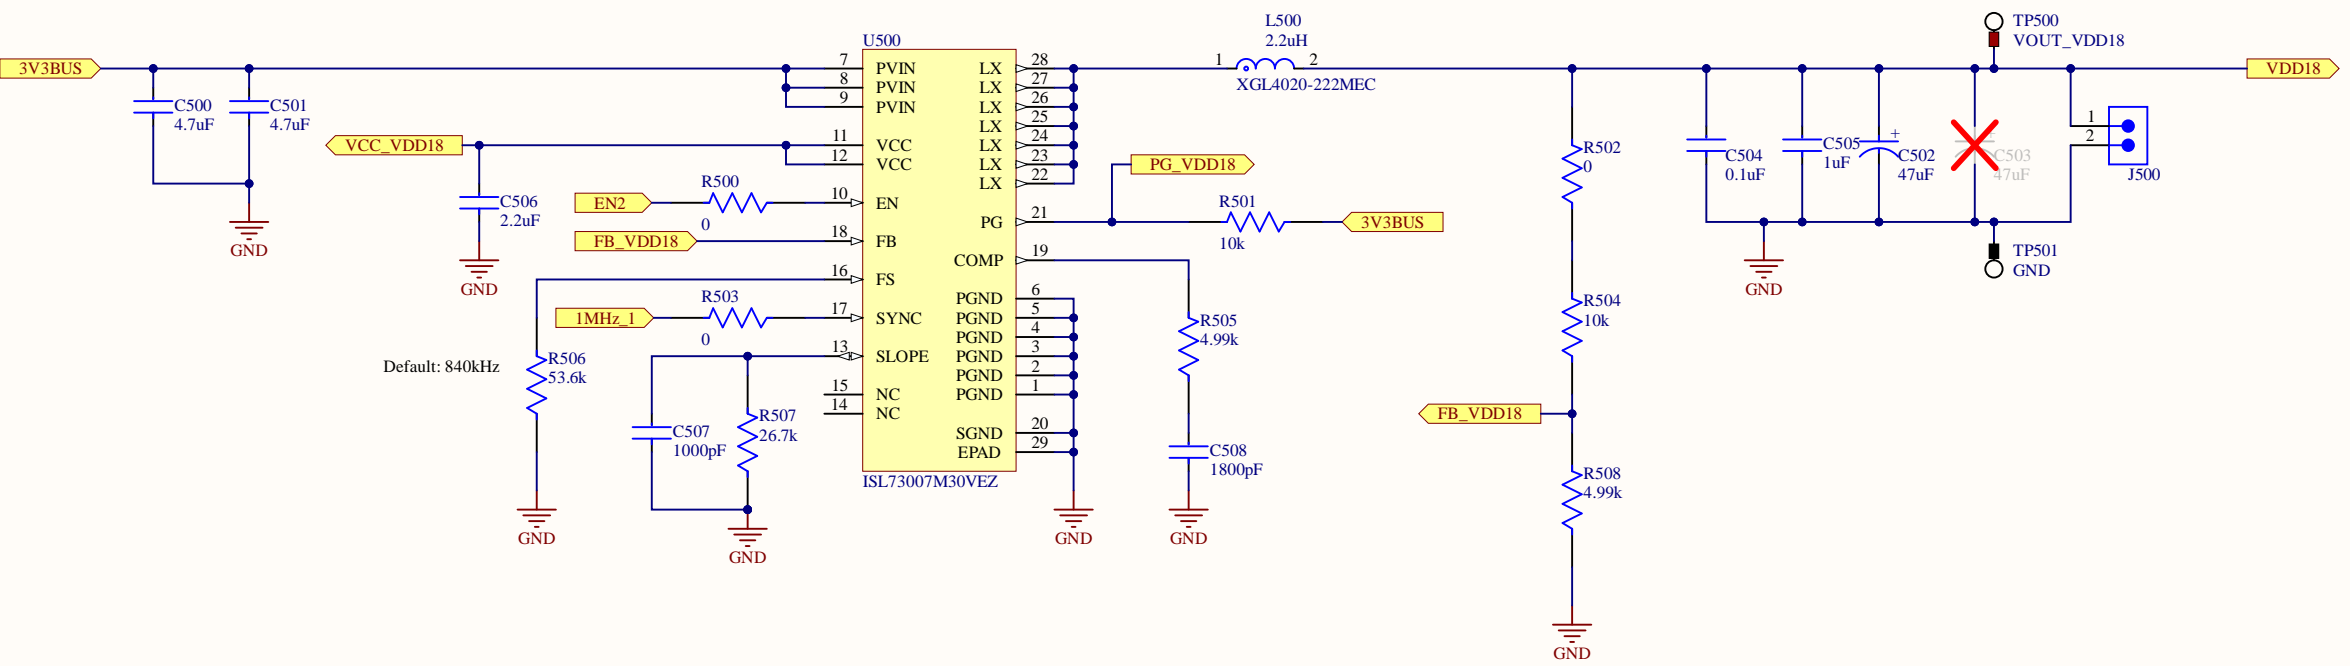 L500
TP500
2.2uH
VOUT_VDD18
U500
3V3BUS
7
PVIN
LX
28
1
2
VDD18
8
PVIN
LX
27
XGL4020-222MEC
9
PVIN
LX
26
C500
4.7uF
C501
4.7uF
LX
25
1
2
VCC_VDD18
11
VCC
LX
24
12
VCC
LX
23
PG_VDD18
R502
0
C504
0.1uF
C505
1uF
+
C502
47uF
+
C503
47uF
J500
LX
22
R500
C506
2.2uF
EN2
10
EN
0
R501
PG
21
3V3BUS
10k
FB_VDD18
18
FB
GND
GND
COMP
19
TP501
GND
GND
16
FS
R503
PGND
6
R504
10k
1MHz_1
17
SYNC
PGND
5
0
PGND
4
R505
4.99k
13
SLOPE
PGND
3
Default: 840kHz
R506
53.6k
PGND
2
15
NC
PGND
1
14
NC
R507
26.7k
FB_VDD18
C507
1000pF
SGND
20
EPAD
29
C508
1800pF
ISL73007M30VEZ
R508
4.99k
GND
GND
GND
GND
GND